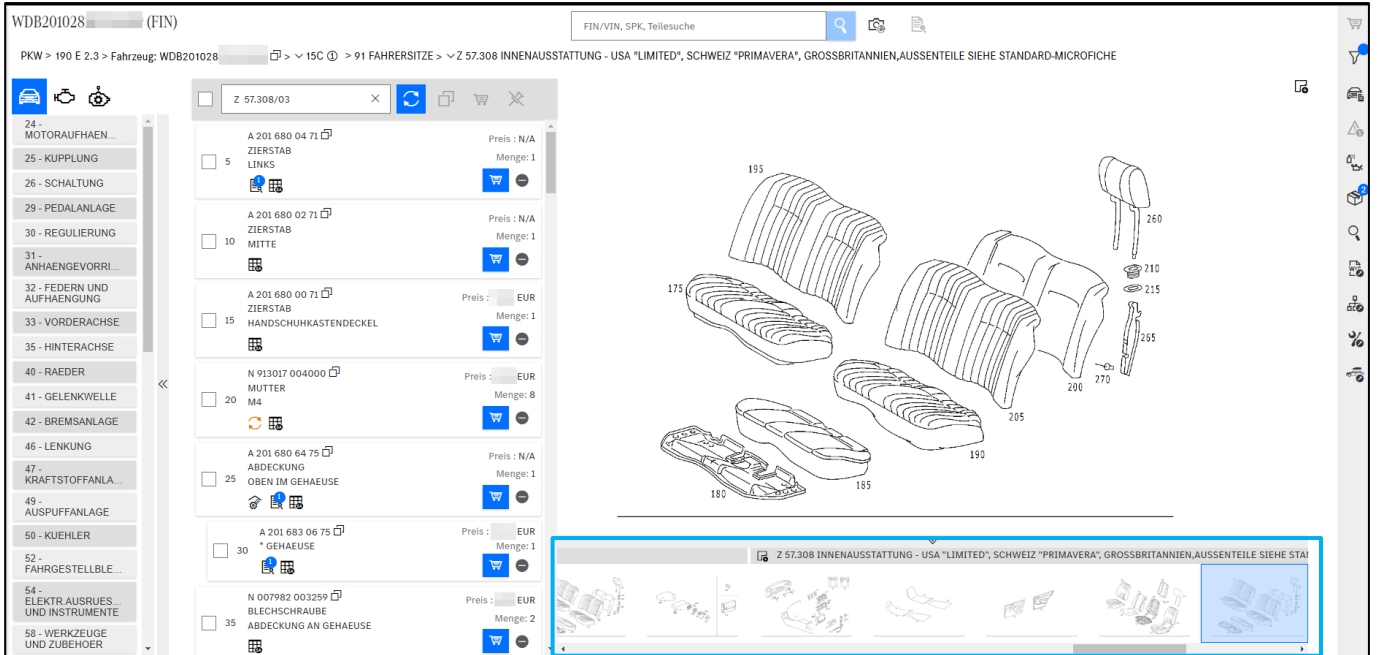 WDB201028 (FIN)
FIN/VIN, SPK, Teilesuche
PKW > 190 E 2.3 > Fahrzeug: WDB201028 > 15C ① > 91 FAHRERSITZE > Z 57.308 INNENAUSSTATTUNG - USA "LIMITED", SCHWEIZ "PRIMAVERA", GROSSBRITANNIEN,AUSSENTEILE SIEHE STANDARD-MICROFICHE
24 -
MOTORAUFHAEN...
25 - KUPPLUNG
26 - SCHALTUNG
29 - PEDALANLAGE
30 - REGULIERUNG
31 -
ANHAENGEVORRI...
32 - FEDERN UND
AUFHAENGUNG
33 - VORDERACHSE
35 - HINTERACHSE
40 - RAEDER
41 - GELENKWELLE
42 - BREMSANLAGE
46 - LENKUNG
47 -
KRAFTSTOFFANLA...
49 -
AUSPUFFANLAGE
50 - KUEHLER
52 -
FAHRGESTELLBLE...
54 -
ELEKTR.AUSRUES...
UND INSTRUMENTE
58 - WERKZEUGE
UND ZUBEHOER
Z 57.308/03
A 201 680 04 71
Preis : N/A
ZIERSTAB
Menge: 1
5 LINKS
1
A 201 680 02 71
Preis : N/A
ZIERSTAB
Menge: 1
10 MITTE
A 201 680 00 71
Preis : EUR
ZIERSTAB
Menge: 1
15 HANDSCHUHKASTENDECKEL
N 913017 004000
Preis : EUR
MUTTER
Menge: 8
20 M4
A 201 680 64 75
Preis : N/A
ABDECKUNG
Menge: 1
25 OBEN IM GEHAEUSE
1
A 201 683 06 75
Preis : EUR
30 * GEHAEUSE
Menge: 1
1
N 007982 003259
Preis : EUR
BLECHSCHRAUBE
Menge: 2
35 ABDECKUNG AN GEHAEUSE
195
260
210
215
175
265
270
200
205
190
185
180
Z 57.308 INNENAUSSTATTUNG - USA "LIMITED", SCHWEIZ "PRIMAVERA", GROSSBRITANNIEN,AUSSENTEILE SIEHE STAN
2
WIS